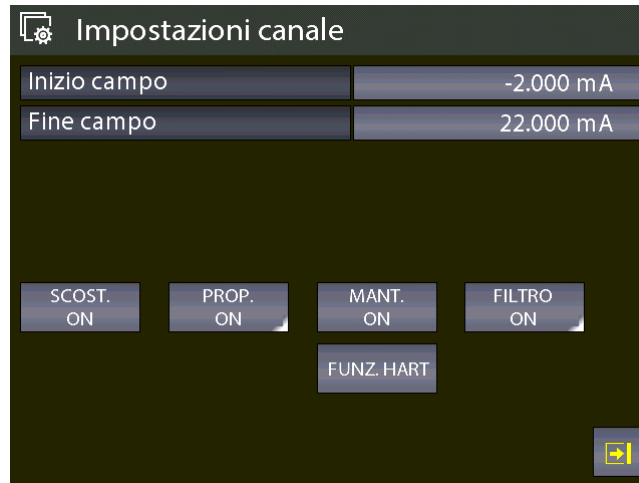 Impostazioni canale
Inizio campo -2.000 mA
Fine campo 22.000 mA
SCOST. PROP. MANT. FILTRO
ON ON ON ON
FUNZ. HART